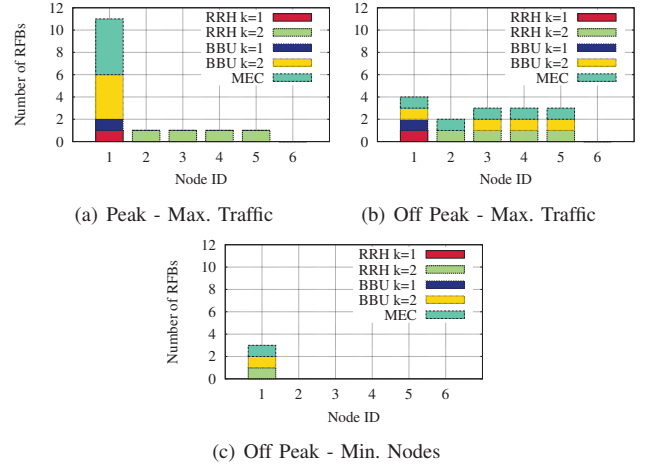 Number of RFBs
12
10
8
6
4
2
0
RRH k=1
RRH k=2
BBU k=1
BBU k=2
MEC
1 2 3 4 5 6
Node ID
(a) Peak - Max. Traffic
Number of RFBs
12
10
8
6
4
2
0
RRH k=1
RRH k=2
BBU k=1
BBU k=2
MEC
1 2 3 4 5 6
Node ID
(b) Off Peak - Max. Traffic
Number of RFBs
12
10
8
6
4
2
0
RRH k=1
RRH k=2
BBU k=1
BBU k=2
MEC
1 2 3 4 5 6
Node ID
(c) Off Peak - Min. Nodes